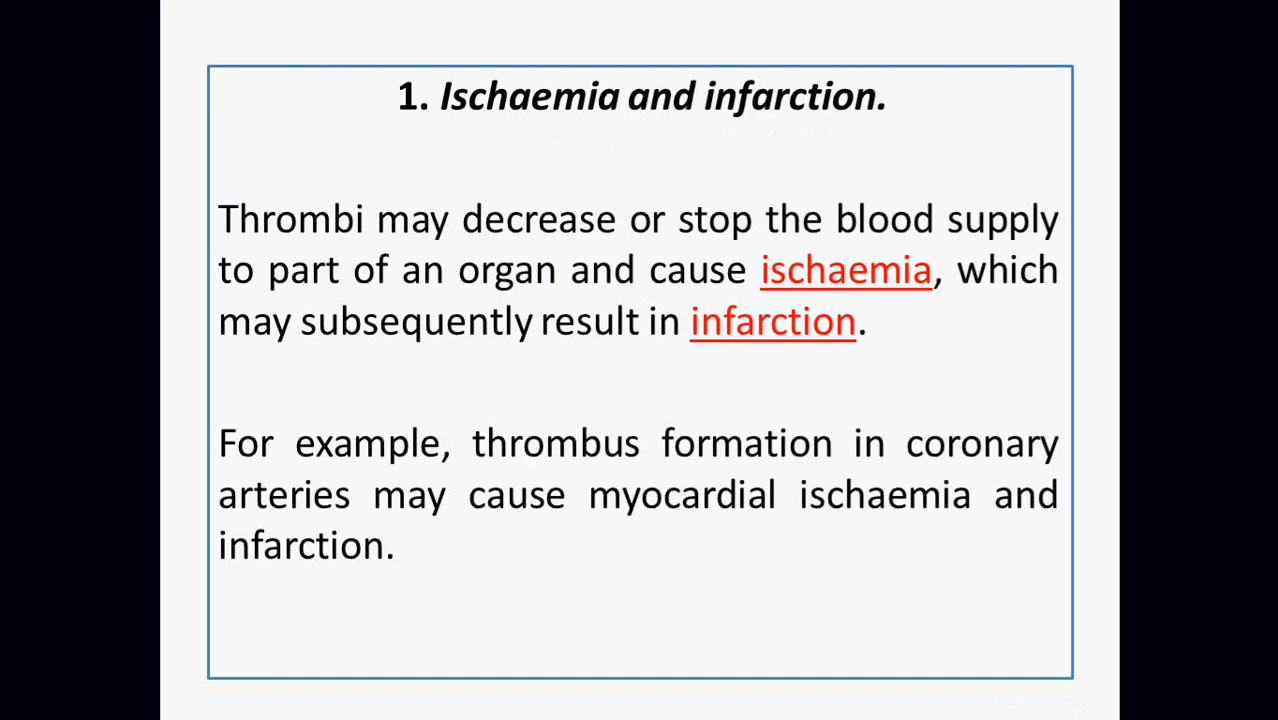 1. Ischaemia and infarction.
Thrombi may decrease or stop the blood supply
to part of an organ and cause ischaemia, which
may subsequently result in infarction.
For example, thrombus formation in coronary
arteries may cause myocardial ischaemia and
infarction.